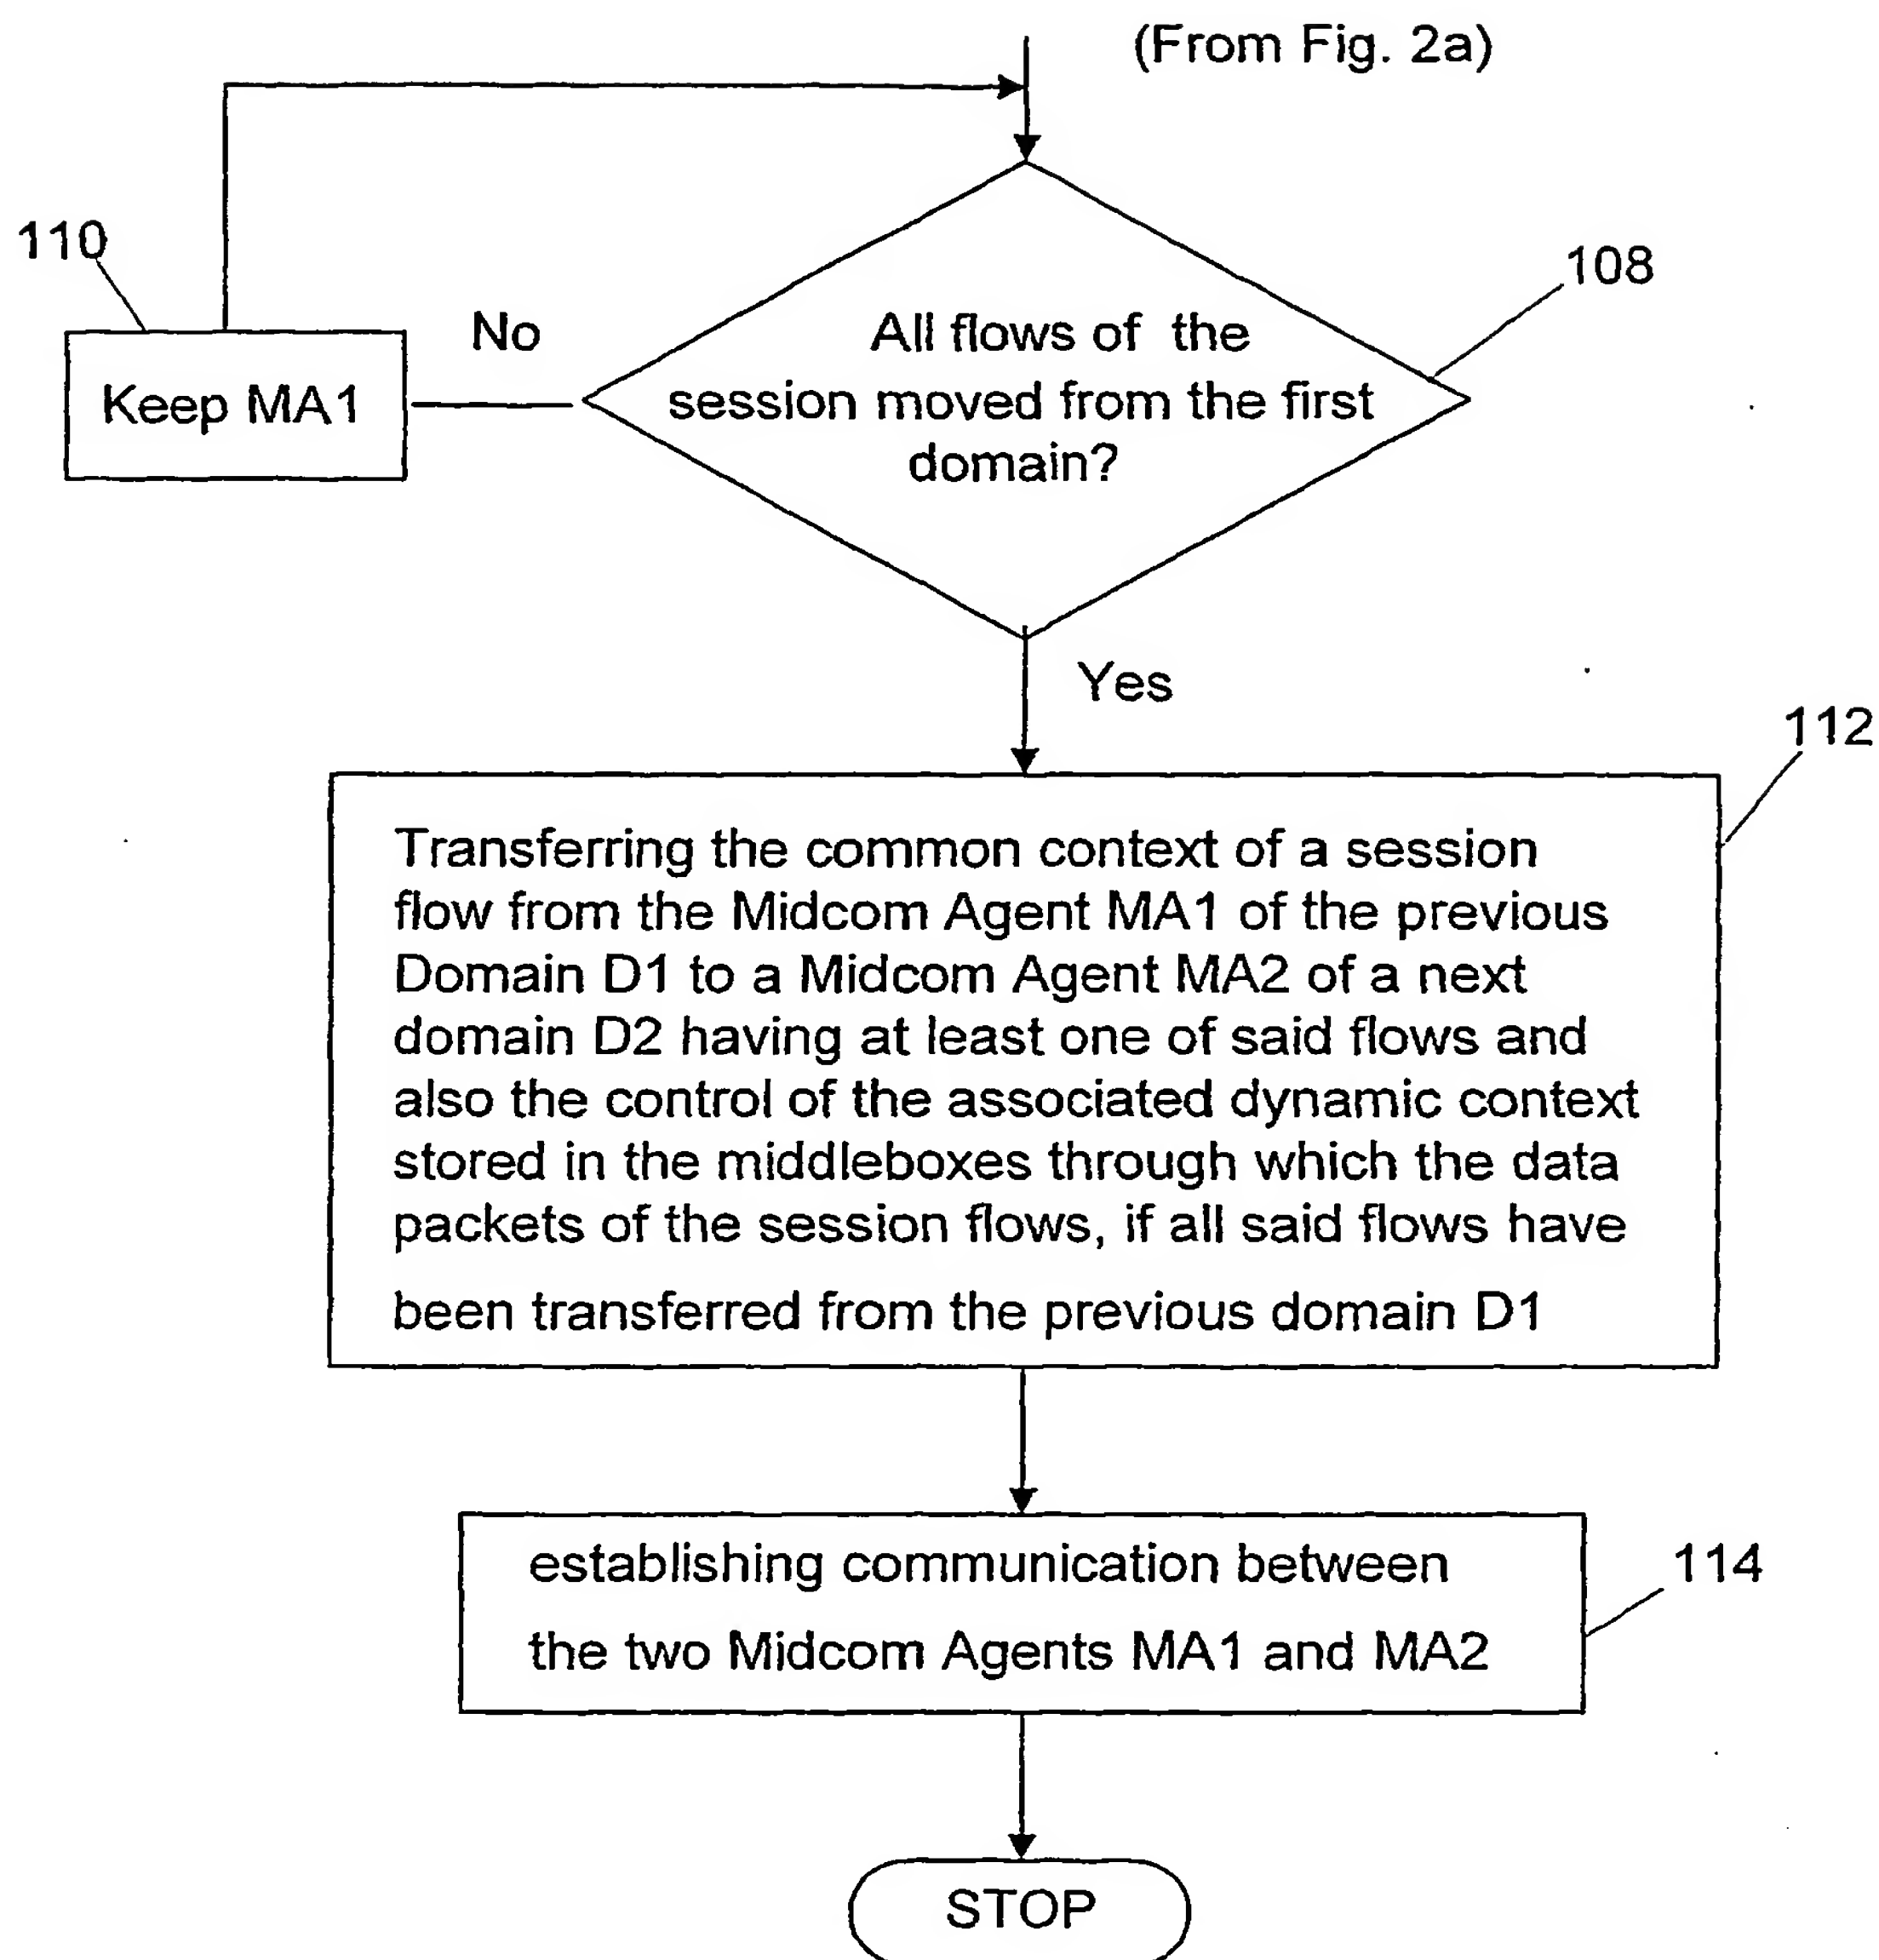 (From Fig. 2a)
110
108
No
All flows of the
session moved from the first
domain?
Keep MA1
Yes
112
Transferring the common context of a session
flow from the Midcom Agent MA1 of the previous
Domain D1 to a Midcom Agent MA2 of a next
domain D2 having at least one of said flows and
also the control of the associated dynamic context
stored in the middleboxes through which the data
packets of the session flows, if all said flows have
been transferred from the previous domain D1
establishing communication between
the two Midcom Agents MA1 and MA2
114
STOP